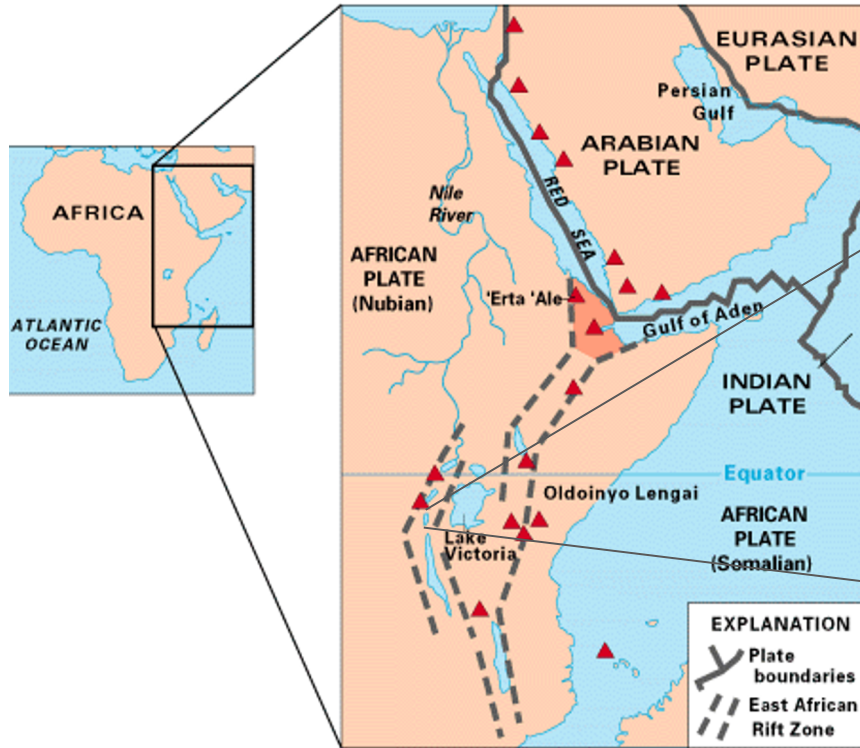 AFRICA
ATLANTIC
OCEAN
EURASIAN
PLATE
Persian
Gulf
ARABIAN
PLATE
RED
SEA
Nile
River
AFRICAN
PLATE
(Nubian)
'Erta 'Ale
Gulf of Aden
INDIAN
PLATE
Equator
Oldoinyo Lengai
AFRICAN
PLATE
(Somalian)
Lake
Victoria
EXPLANATION
Plate
boundaries
East African
Rift Zone